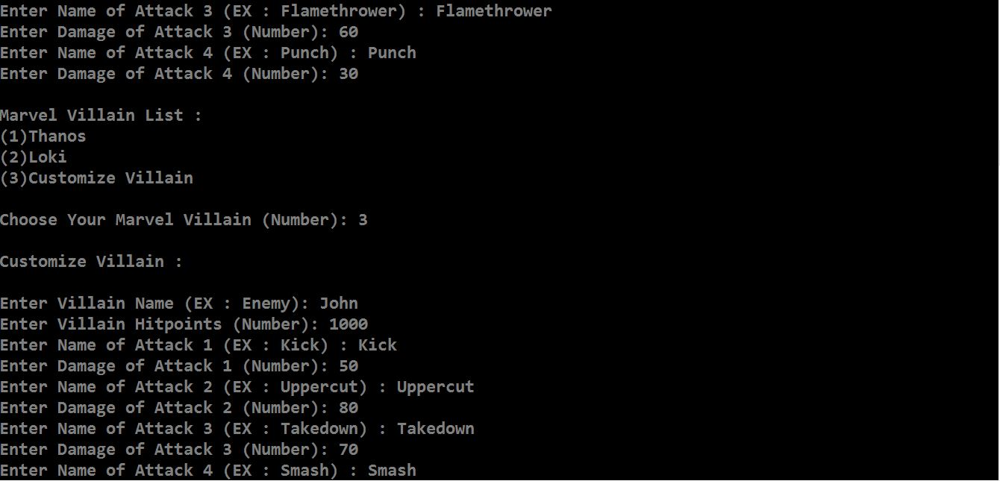 Enter Name of Attack 3 (EX : Flamethrower) : Flamethrower
Enter Damage of Attack 3 (Number): 60
Enter Name of Attack 4 (EX : Punch) : Punch
Enter Damage of Attack 4 (Number): 30
Marvel Villain List :
(1)Thanos
(2)Loki
(3)Customize Villain
Choose Your Marvel Villain (Number): 3
Customize Villain :
Enter Villain Name (EX : Enemy): John
Enter Villain Hitpoints (Number): 1000
Enter Name of Attack 1 (EX : Kick) : Kick
Enter Damage of Attack 1 (Number): 50
Enter Name of Attack 2 (EX : Uppercut) : Uppercut
Enter Damage of Attack 2 (Number): 80
Enter Name of Attack 3 (EX : Takedown) : Takedown
Enter Damage of Attack 3 (Number): 70
Enter Name of Attack 4 (EX : Smash) : Smash